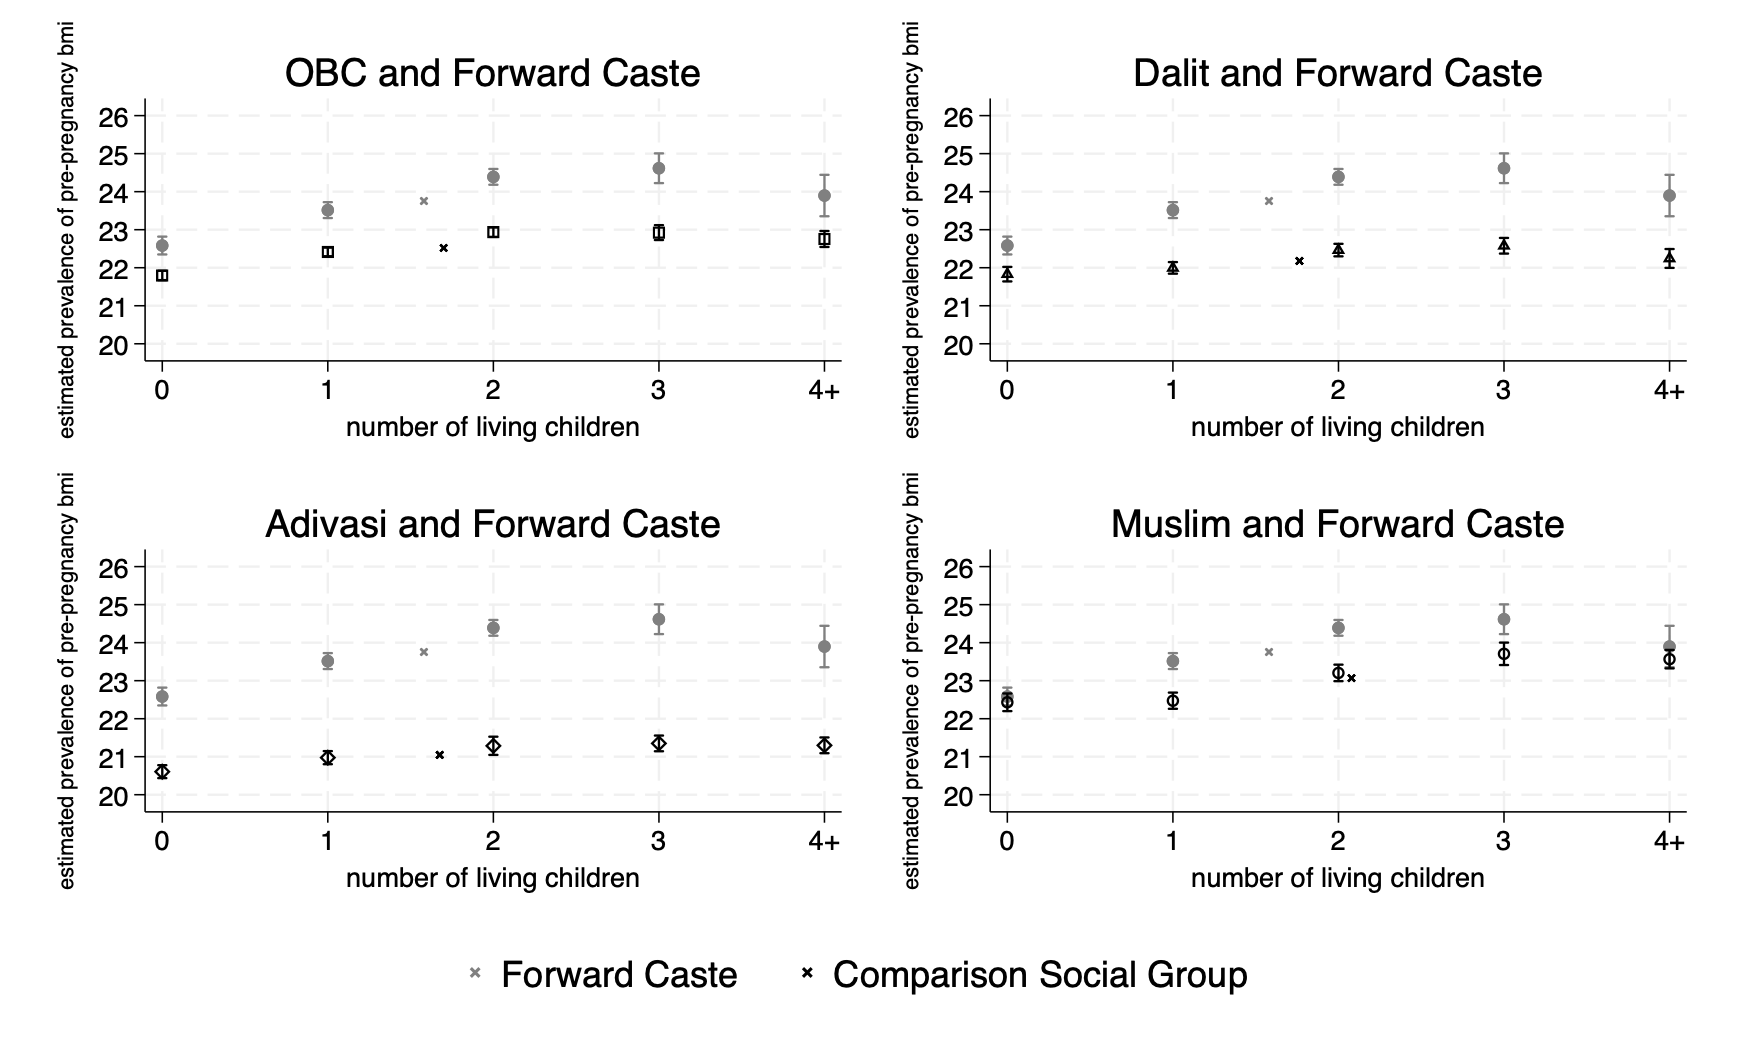 OBC and Forward Caste
estimated prevalence of pre-pregnancy bmi
26
25
24
23
22
21
20
0 1 2 3 4+
number of living children
Dalit and Forward Caste
estimated prevalence of pre-pregnancy bmi
26
25
24
23
22
21
20
0 1 2 3 4+
number of living children
Adivasi and Forward Caste
estimated prevalence of pre-pregnancy bmi
26
25
24
23
22
21
20
0 1 2 3 4+
number of living children
Muslim and Forward Caste
estimated prevalence of pre-pregnancy bmi
26
25
24
23
22
21
20
0 1 2 3 4+
number of living children
Forward Caste Comparison Social Group